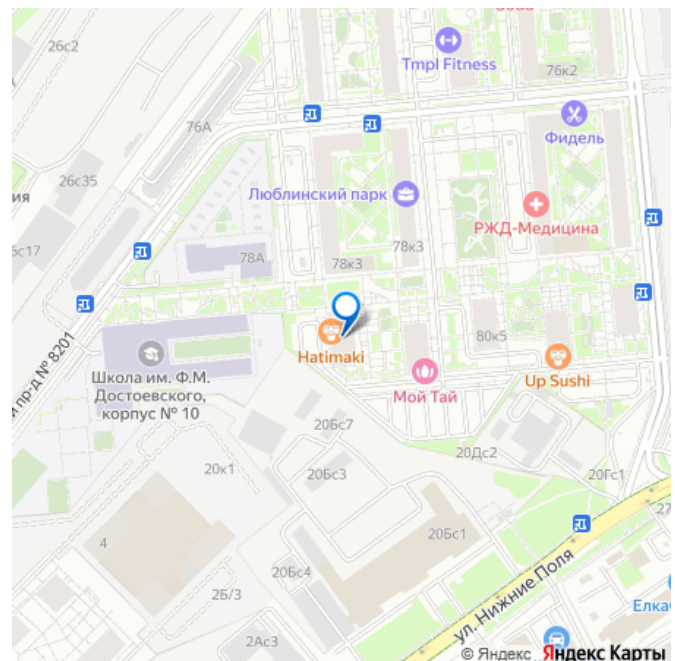 26с2
Tmpl Fitness
76к2
76А
Фидель
26с35
Люблинский парк
РЖД-Медицина
78А
78к3
78к3
80к5
Hatimaki
Школа им. Ф.М.
Достоевского,
корпус № 10
Мой Тай
Up Sushi
20Бс7
20к1
20Бс3
20Дс2
20Гс1
4
20Бс1
20Бс4
2Б/3
2Ас3
ул. Нижние Поля
© Яндекс Яндекс Карты